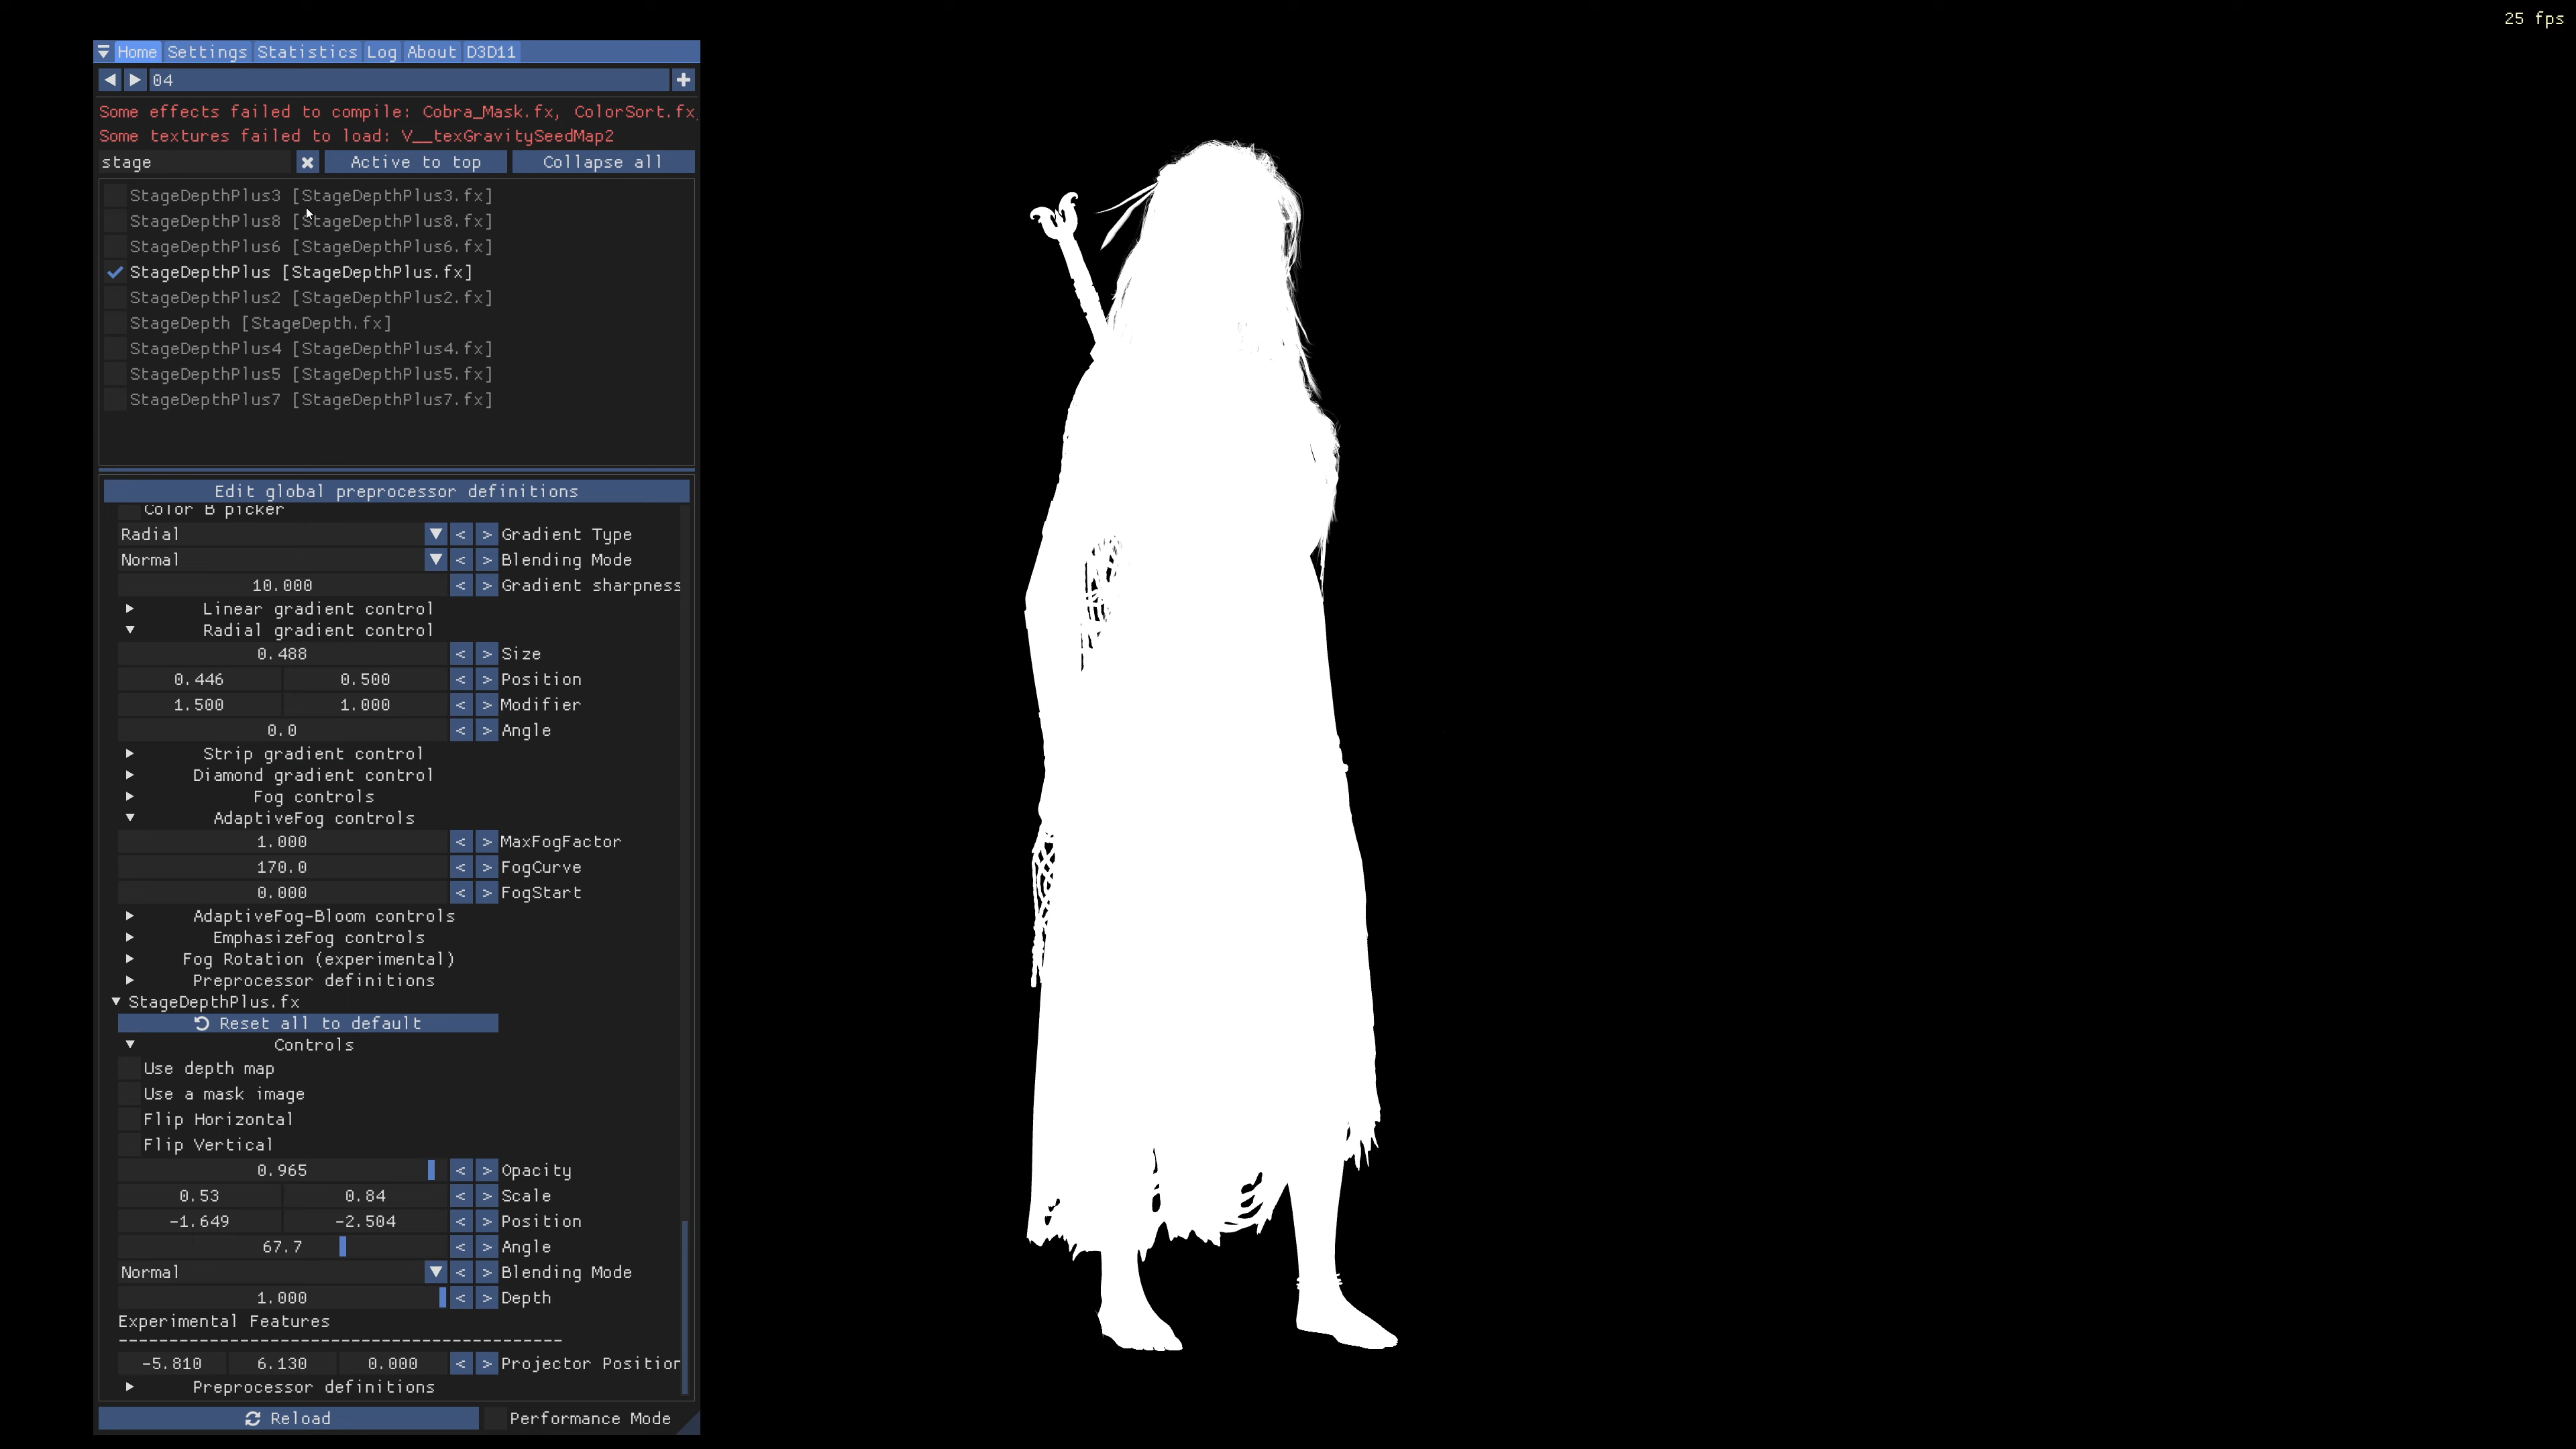 25 fps
Home Settings Statistics Log About D3D11
04
Some effects failed to compile: Cobra_Mask.fx, ColorSort.fx,
Some textures failed to load: V__texGravitySeedMap2
stage Active to top Collapse all
StageDepthPlus3 [StageDepthPlus3.fx]
StageDepthPlus8 [StageDepthPlus8.fx]
StageDepthPlus6 [StageDepthPlus6.fx]
StageDepthPlus [StageDepthPlus.fx]
StageDepthPlus2 [StageDepthPlus2.fx]
StageDepth [StageDepth.fx]
StageDepthPlus4 [StageDepthPlus4.fx]
StageDepthPlus5 [StageDepthPlus5.fx]
StageDepthPlus7 [StageDepthPlus7.fx]
Edit global preprocessor definitions
Color B picker
Radial < > Gradient Type
Normal < > Blending Mode
10.000 < > Gradient sharpness
Linear gradient control
Radial gradient control
0.488 < > Size
0.446 0.500 < > Position
1.500 1.000 < > Modifier
0.0 < > Angle
Strip gradient control
Diamond gradient control
Fog controls
AdaptiveFog controls
1.000 < > MaxFogFactor
170.0 < > FogCurve
0.000 < > FogStart
AdaptiveFog-Bloom controls
EmphasizeFog controls
Fog Rotation (experimental)
Preprocessor definitions
StageDepthPlus.fx
Reset all to default
Controls
Use depth map
Use a mask image
Flip Horizontal
Flip Vertical
0.965 < > Opacity
0.53 0.84 < > Scale
-1.649 -2.504 < > Position
67.7 < > Angle
Normal < > Blending Mode
1.000 < > Depth
Experimental Features
--------------------------------------------
-5.810 6.130 0.000 < > Projector Position
Preprocessor definitions
Reload Performance Mode